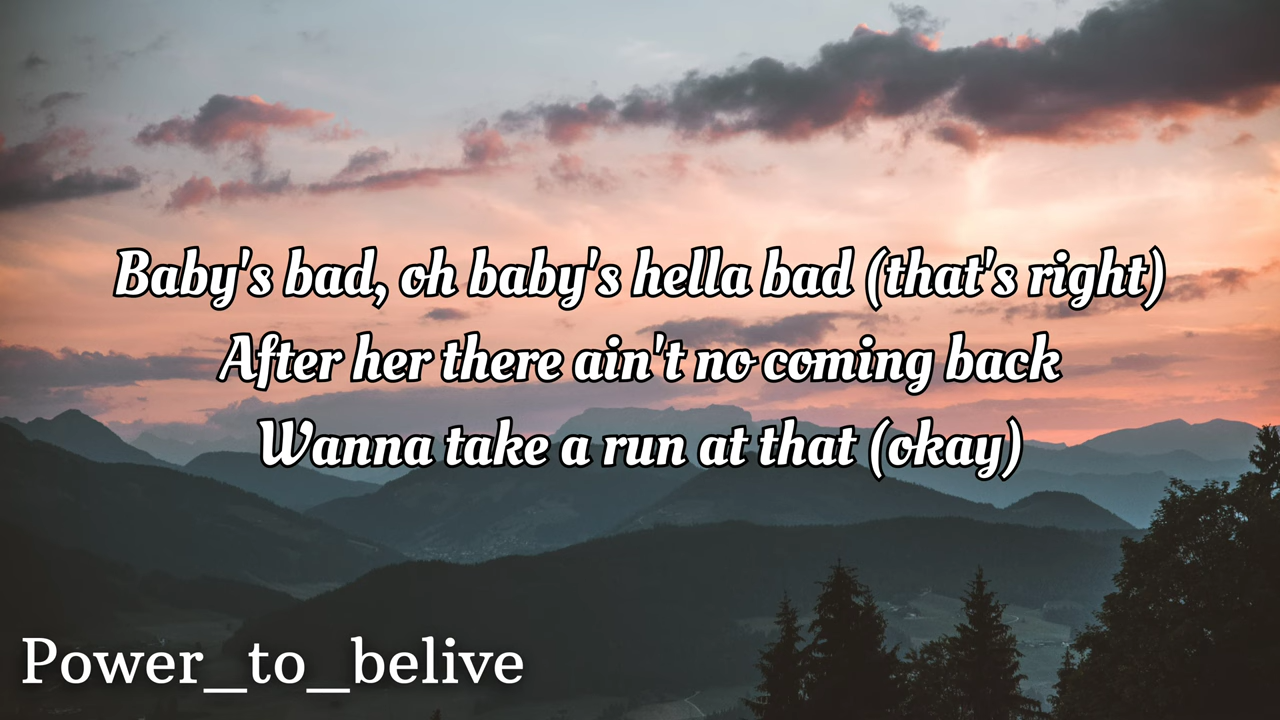 Baby's bad, oh baby's hella bad (that's right)
After her there ain't no coming back
Wanna take a run at that (okay)
Power_to_belive